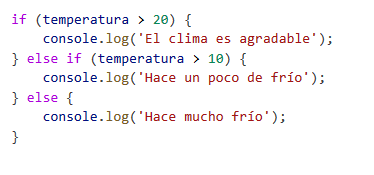 if (temperatura > 20) {
    console.log('El clima es agradable');
} else if (temperatura > 10) {
    console.log('Hace un poco de frío');
} else {
    console.log('Hace mucho frío');
}